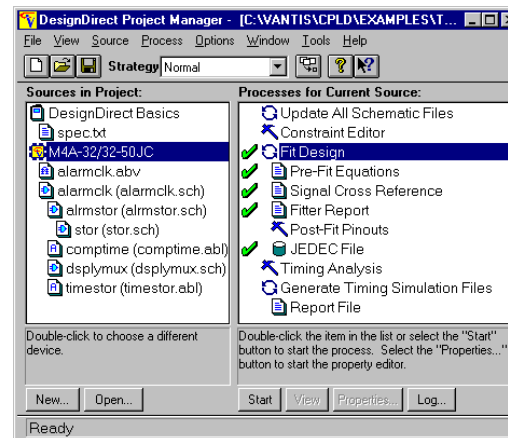 DesignDirect Project Manager - [C:\VANTIS\CPLD\EXAMPLES\T...
File View Source Process Options Window Tools Help
Strategy Normal
Sources in Project:
DesignDirect Basics
spec.txt
M4A-32/32-50JC
alarmclk.abv
alarmclk (alarmclk.sch)
alrmstor (alrmstor.sch)
stor (stor.sch)
comptime (comptime.abl)
dsplymux (dsplymux.sch)
timestor (timestor.abl)
Double-click to choose a different
device.
New... Open...
Processes for Current Source:
Update All Schematic Files
Constraint Editor
Fit Design
Pre-Fit Equations
Signal Cross Reference
Fitter Report
Post-Fit Pinouts
JEDEC File
Timing Analysis
Generate Timing Simulation Files
Report File
Double-click the item in the list or select the "Start"
button to start the process. Select the "Properties..."
button to start the property editor.
Start View Properties... Log...
Ready